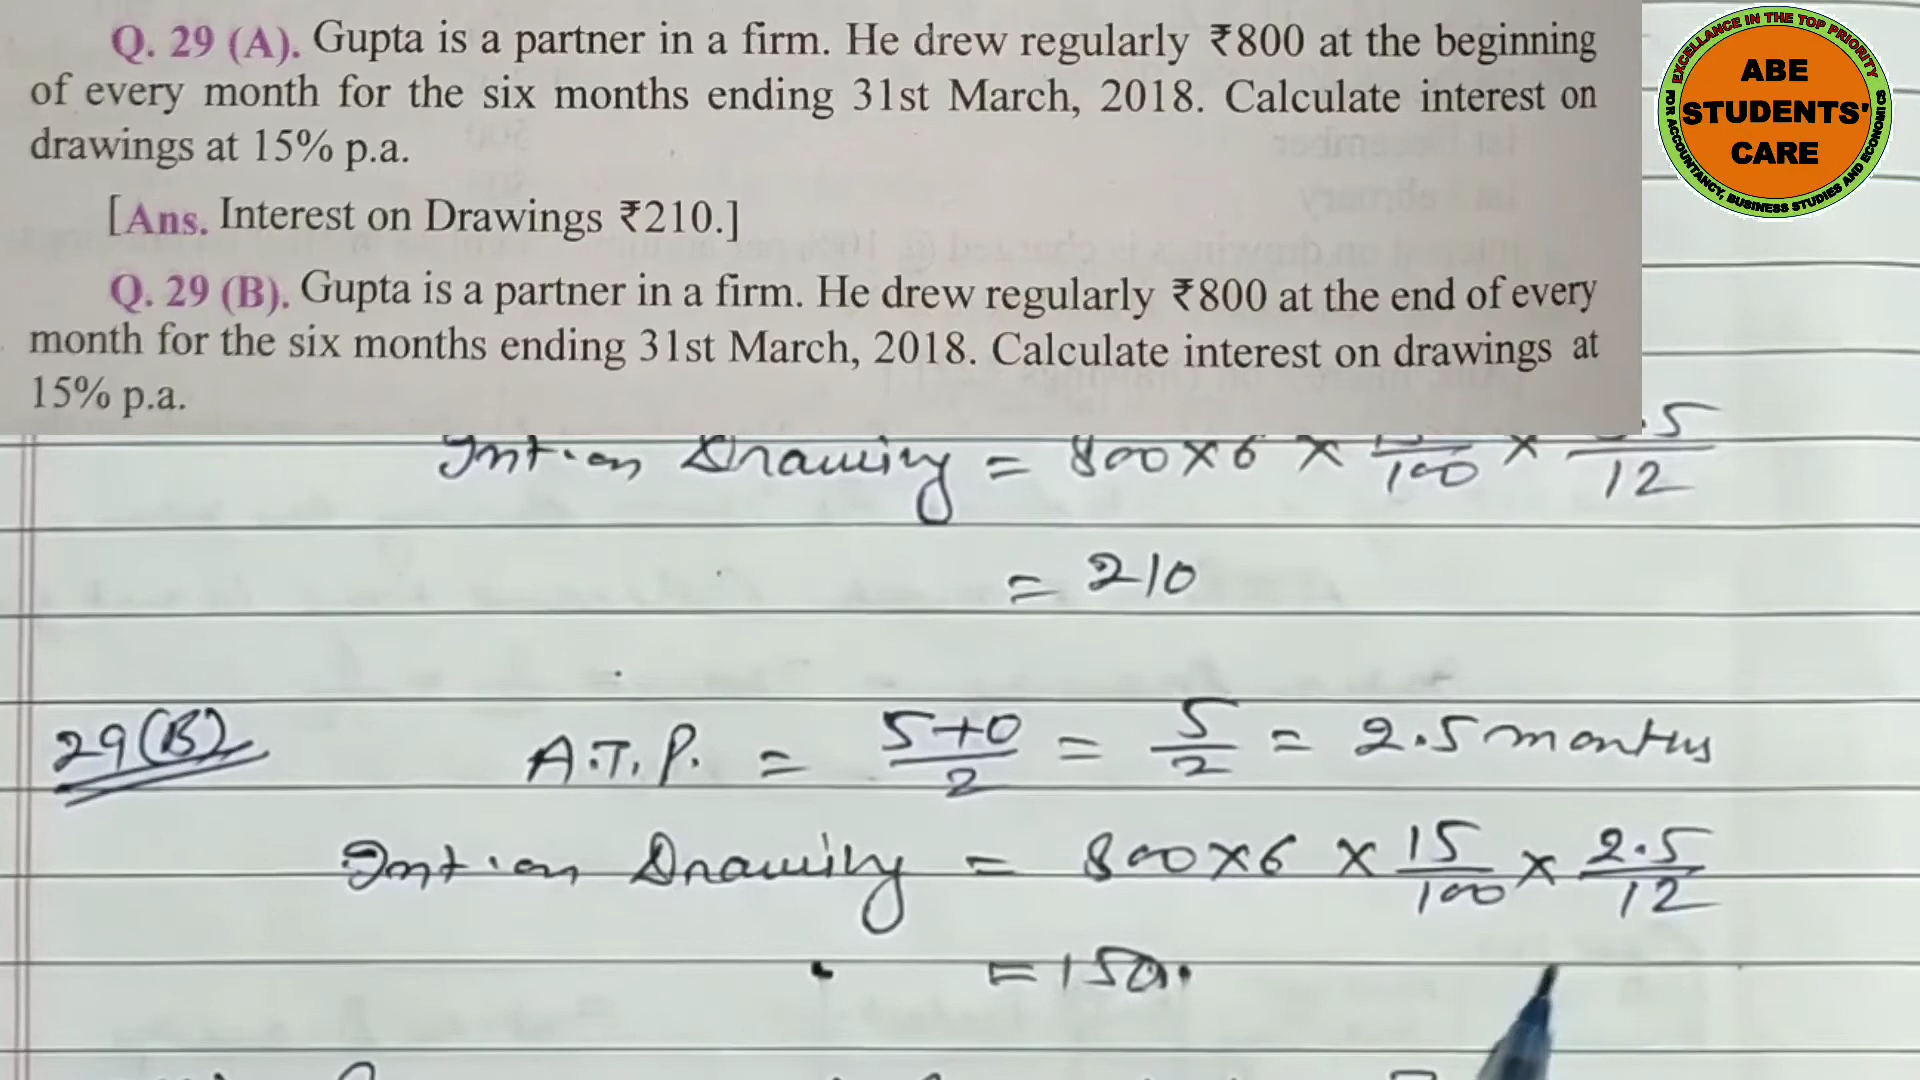 Q. 29 (A). Gupta is a partner in a firm. He drew regularly ₹800 at the beginning
of every month for the six months ending 31st March, 2018. Calculate interest on
drawings at 15% p.a.
[Ans. Interest on Drawings ₹210.]
Q. 29 (B). Gupta is a partner in a firm. He drew regularly ₹800 at the end of every
month for the six months ending 31st March, 2018. Calculate interest on drawings at
15% p.a.
EXCELLANCE IN THE TOP PRIORITY
ABE
STUDENTS'
CARE
FOR ACCOUNTANCY, BUSINESS STUDIES AND ECONOMICS
Int. on Drawing = 800 x 6 x /100 x .5/12
= 210
29(B) A.T.P. = 5+0/2 = 5/2 = 2.5 months
Int. on Drawing = 800 x 6 x 15/100 x 2.5/12
= 150.